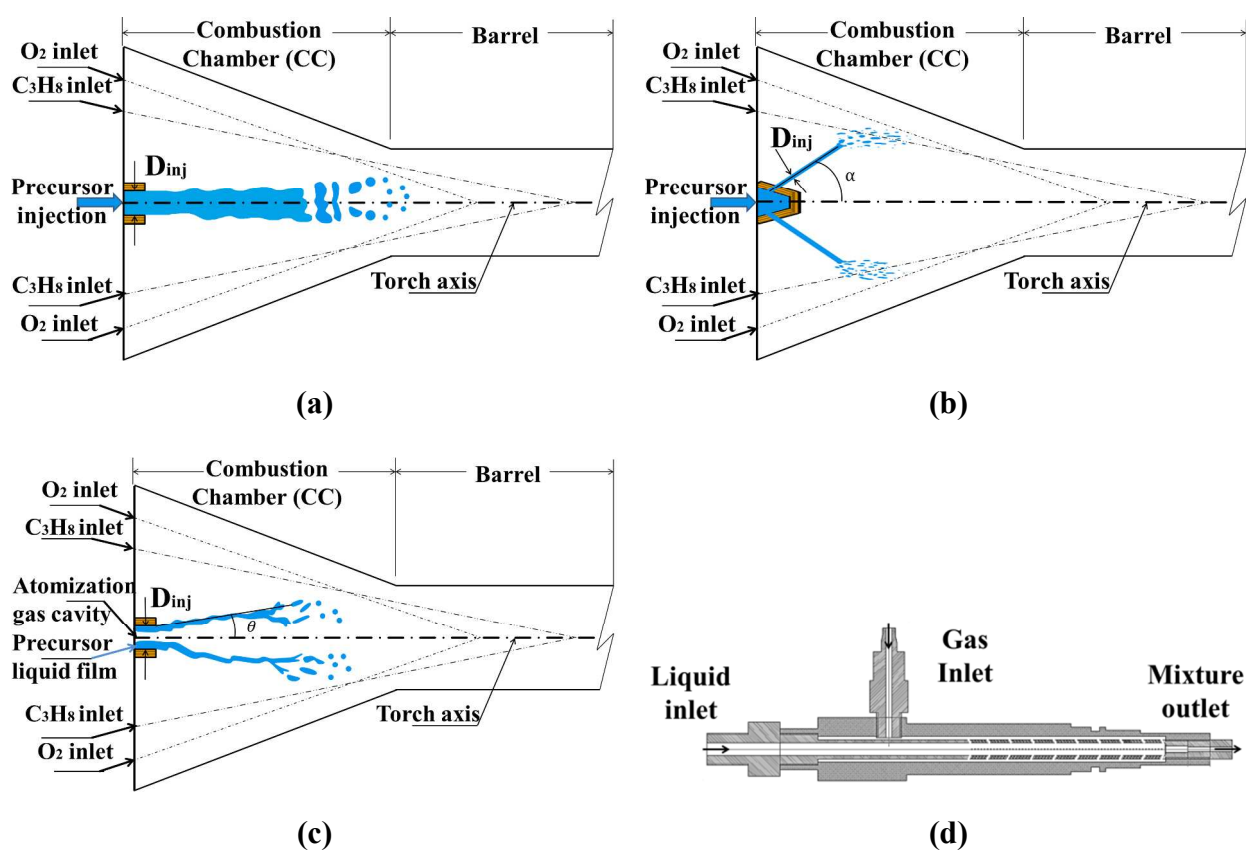 Combustion
Chamber (CC)
Barrel
O2 inlet
C3H8 inlet
Dinj
Precursor
injection
C3H8 inlet
O2 inlet
Torch axis
(a)
Combustion
Chamber (CC)
Barrel
O2 inlet
C3H8 inlet
Dinj
α
Precursor
injection
C3H8 inlet
O2 inlet
Torch axis
(b)
Combustion
Chamber (CC)
Barrel
O2 inlet
C3H8 inlet
Atomization
gas cavity
Dinj
θ
Precursor
liquid film
C3H8 inlet
O2 inlet
Torch axis
(c)
Gas
Inlet
Liquid
inlet
Mixture
outlet
(d)